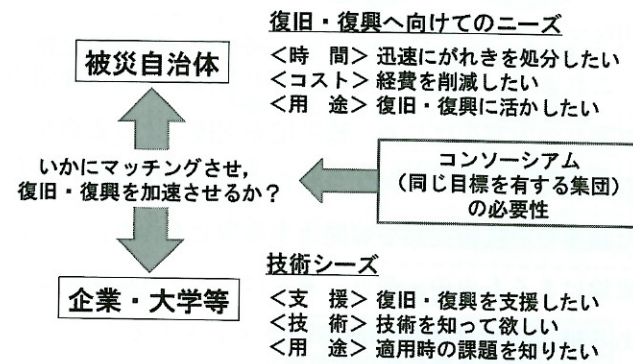 復旧・復興へ向けてのニーズ
被災自治体
＜時　間＞ 迅速にがれきを処分したい
＜コスト＞ 経費を削減したい
＜用　途＞ 復旧・復興に活かしたい
いかにマッチングさせ，
復旧・復興を加速させるか？
コンソーシアム
（同じ目標を有する集団）
の必要性
技術シーズ
企業・大学等
＜支　援＞ 復旧・復興を支援したい
＜技　術＞ 技術を知って欲しい
＜用　途＞ 適用時の課題を知りたい